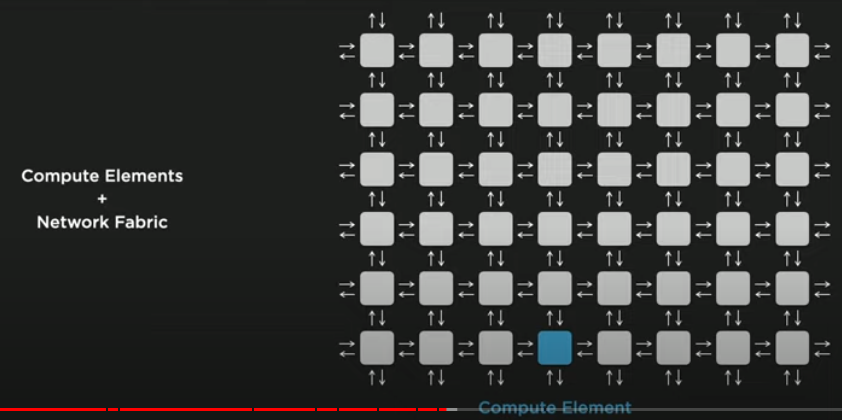 Compute Elements
+
Network Fabric
Compute Element